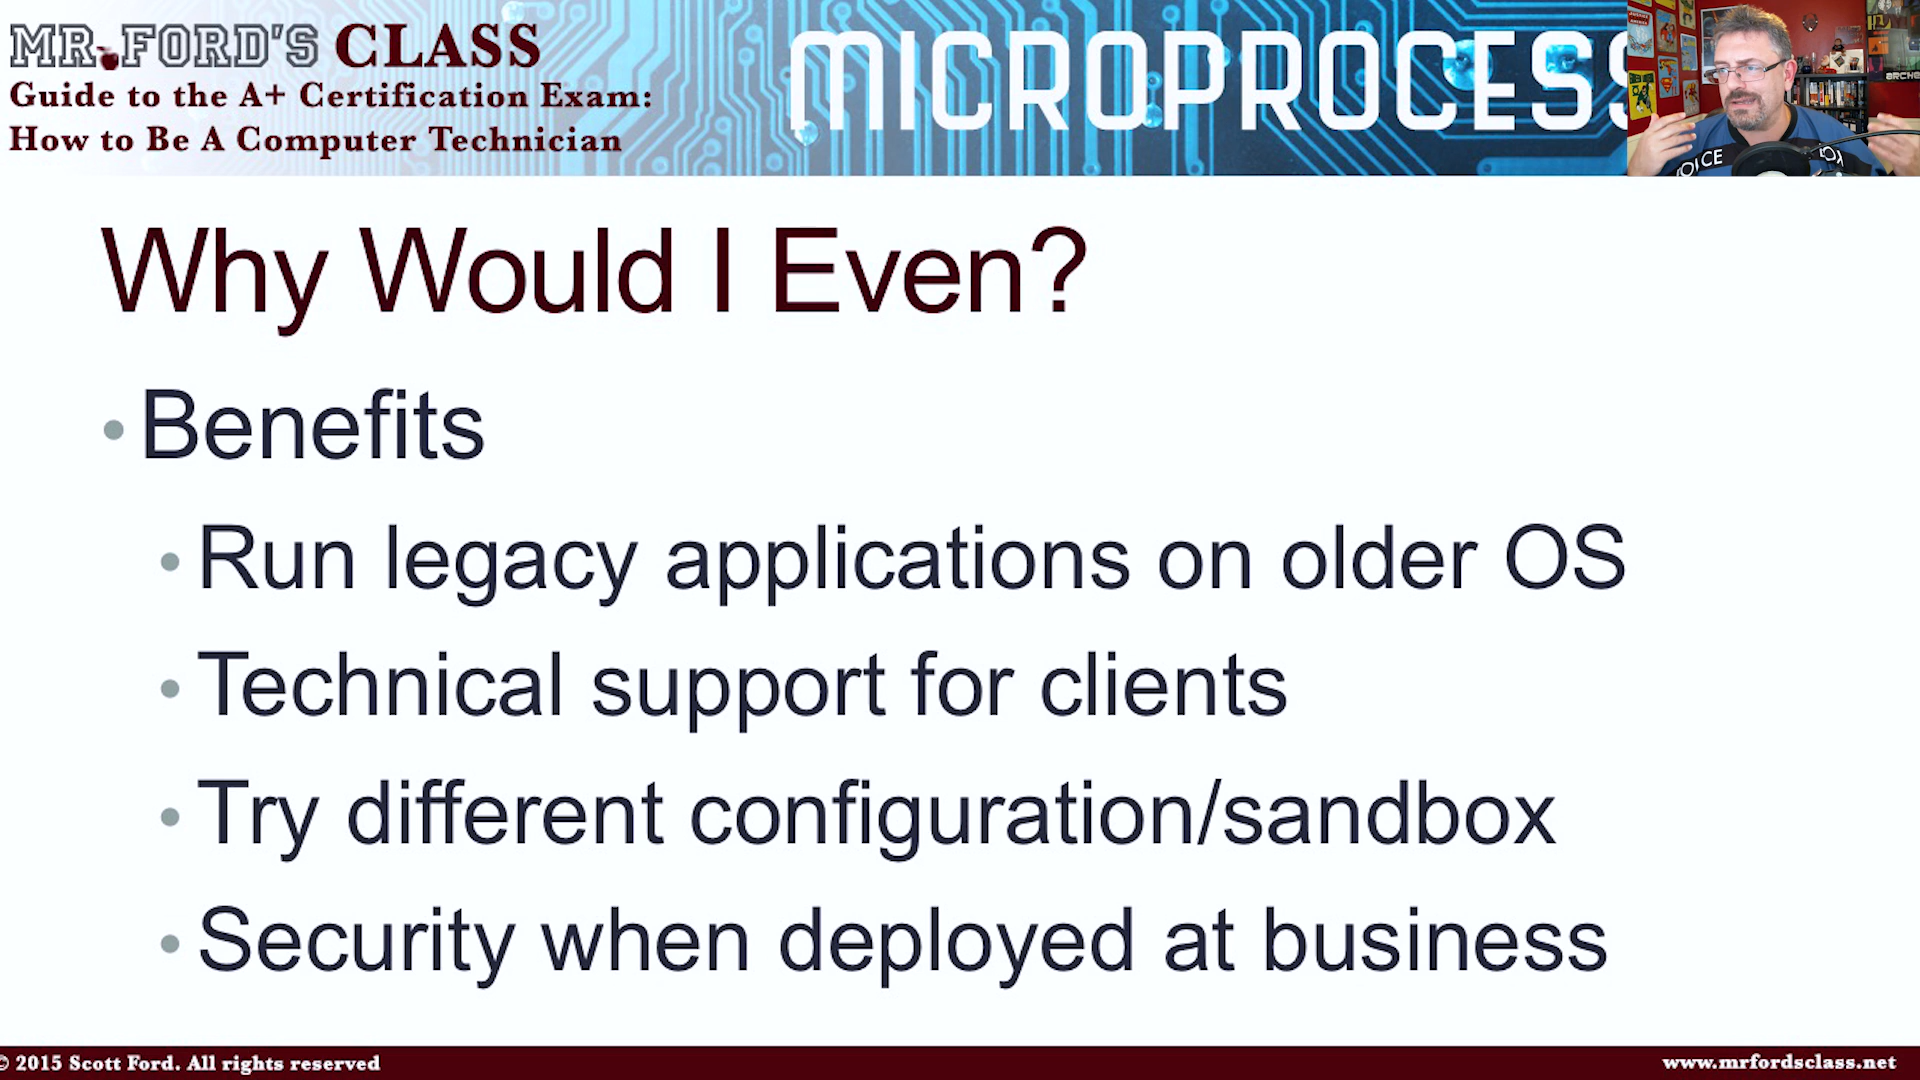 MR. FORD'S CLASS
Guide to the A+ Certification Exam:
How to Be A Computer Technician
MICROPROCESS
ARCHE
OICE
Why Would I Even?
• Benefits
• Run legacy applications on older OS
• Technical support for clients
• Try different configuration/sandbox
• Security when deployed at business
© 2015 Scott Ford. All rights reserved
www.mrfordsclass.net